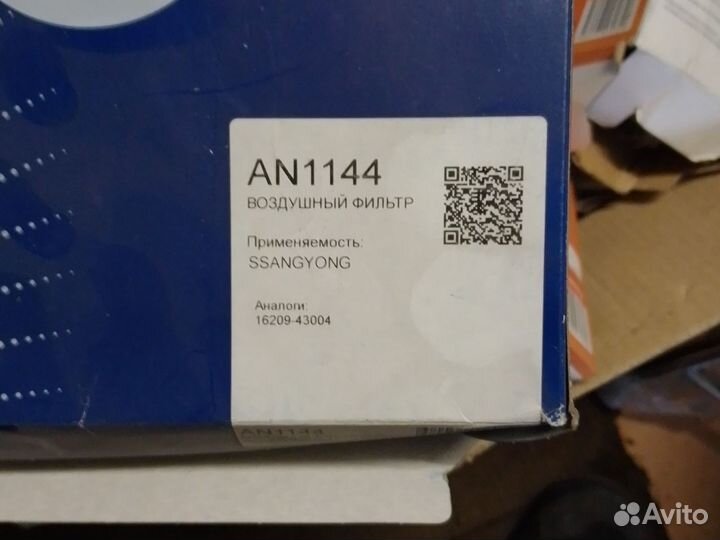 AN1144
ВОЗДУШНЫЙ ФИЛЬТР
Применяемость:
SSANGYONG
Аналоги:
16209-43004
AN1144
Avito